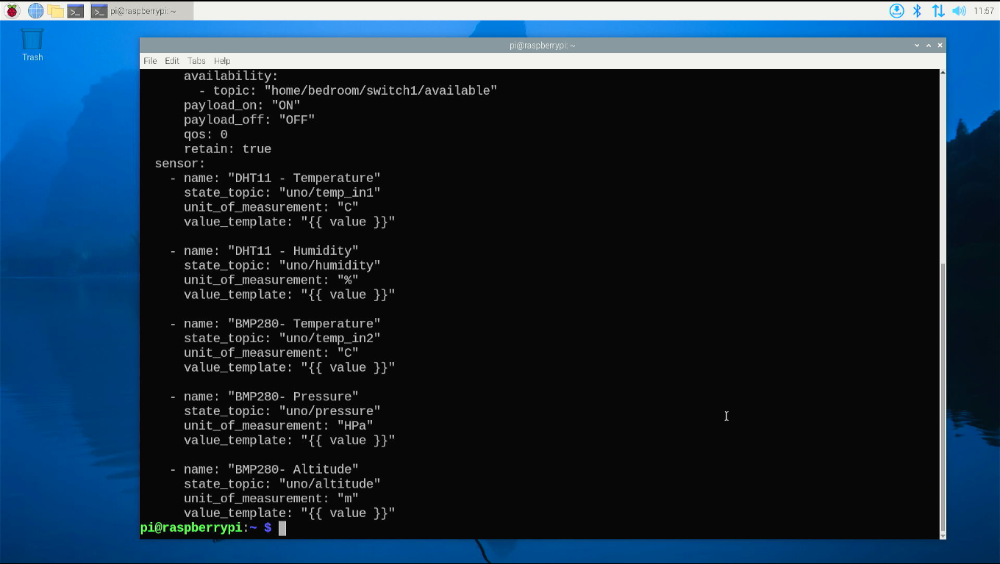 pi@raspberrypi: ~
11:57
Trash
pi@raspberrypi: ~
File Edit Tabs Help
      availability:
        - topic: "home/bedroom/switch1/available"
      payload_on: "ON"
      payload_off: "OFF"
      qos: 0
      retain: true
  sensor:
    - name: "DHT11 - Temperature"
      state_topic: "uno/temp_in1"
      unit_of_measurement: "C"
      value_template: "{{ value }}"

    - name: "DHT11 - Humidity"
      state_topic: "uno/humidity"
      unit_of_measurement: "%"
      value_template: "{{ value }}"

    - name: "BMP280- Temperature"
      state_topic: "uno/temp_in2"
      unit_of_measurement: "C"
      value_template: "{{ value }}"

    - name: "BMP280- Pressure"
      state_topic: "uno/pressure"
      unit_of_measurement: "HPa"
      value_template: "{{ value }}"

    - name: "BMP280- Altitude"
      state_topic: "uno/altitude"
      unit_of_measurement: "m"
      value_template: "{{ value }}"
pi@raspberrypi:~ $